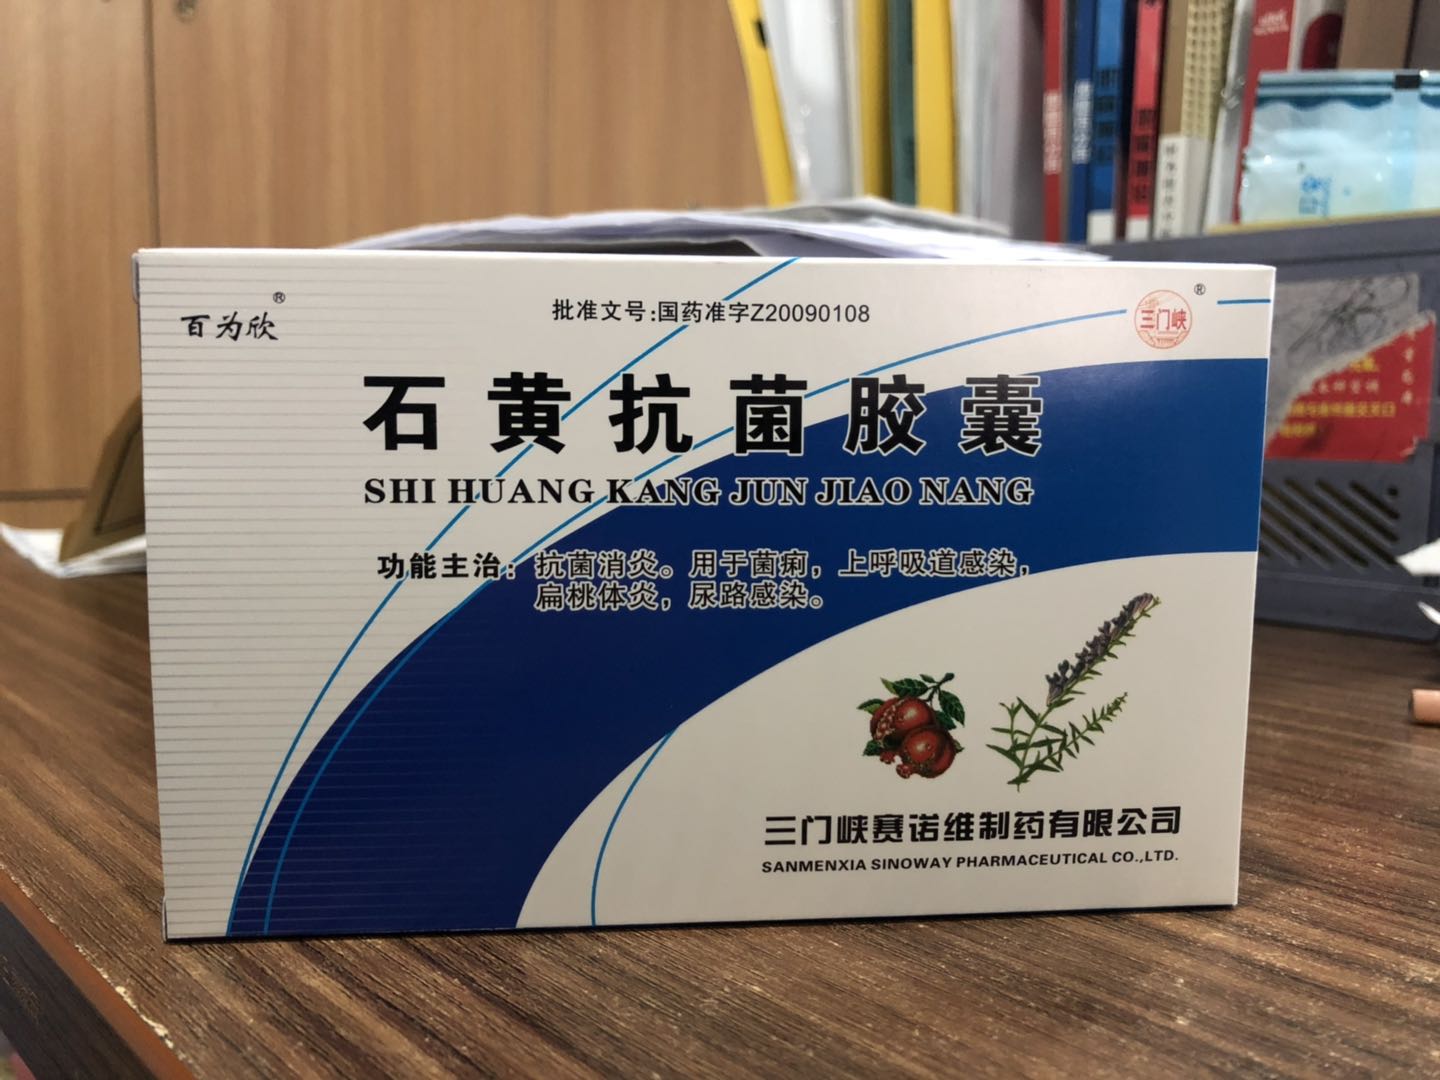 百为欣®
批准文号:国药准字Z20090108
三门峡®
石黄抗菌胶囊
SHI HUANG KANG JUN JIAO NANG
功能主治：抗菌消炎。用于菌痢，上呼吸道感染，
扁桃体炎，尿路感染。
三门峡赛诺维制药有限公司
SANMENXIA SINOWAY PHARMACEUTICAL CO.,LTD.